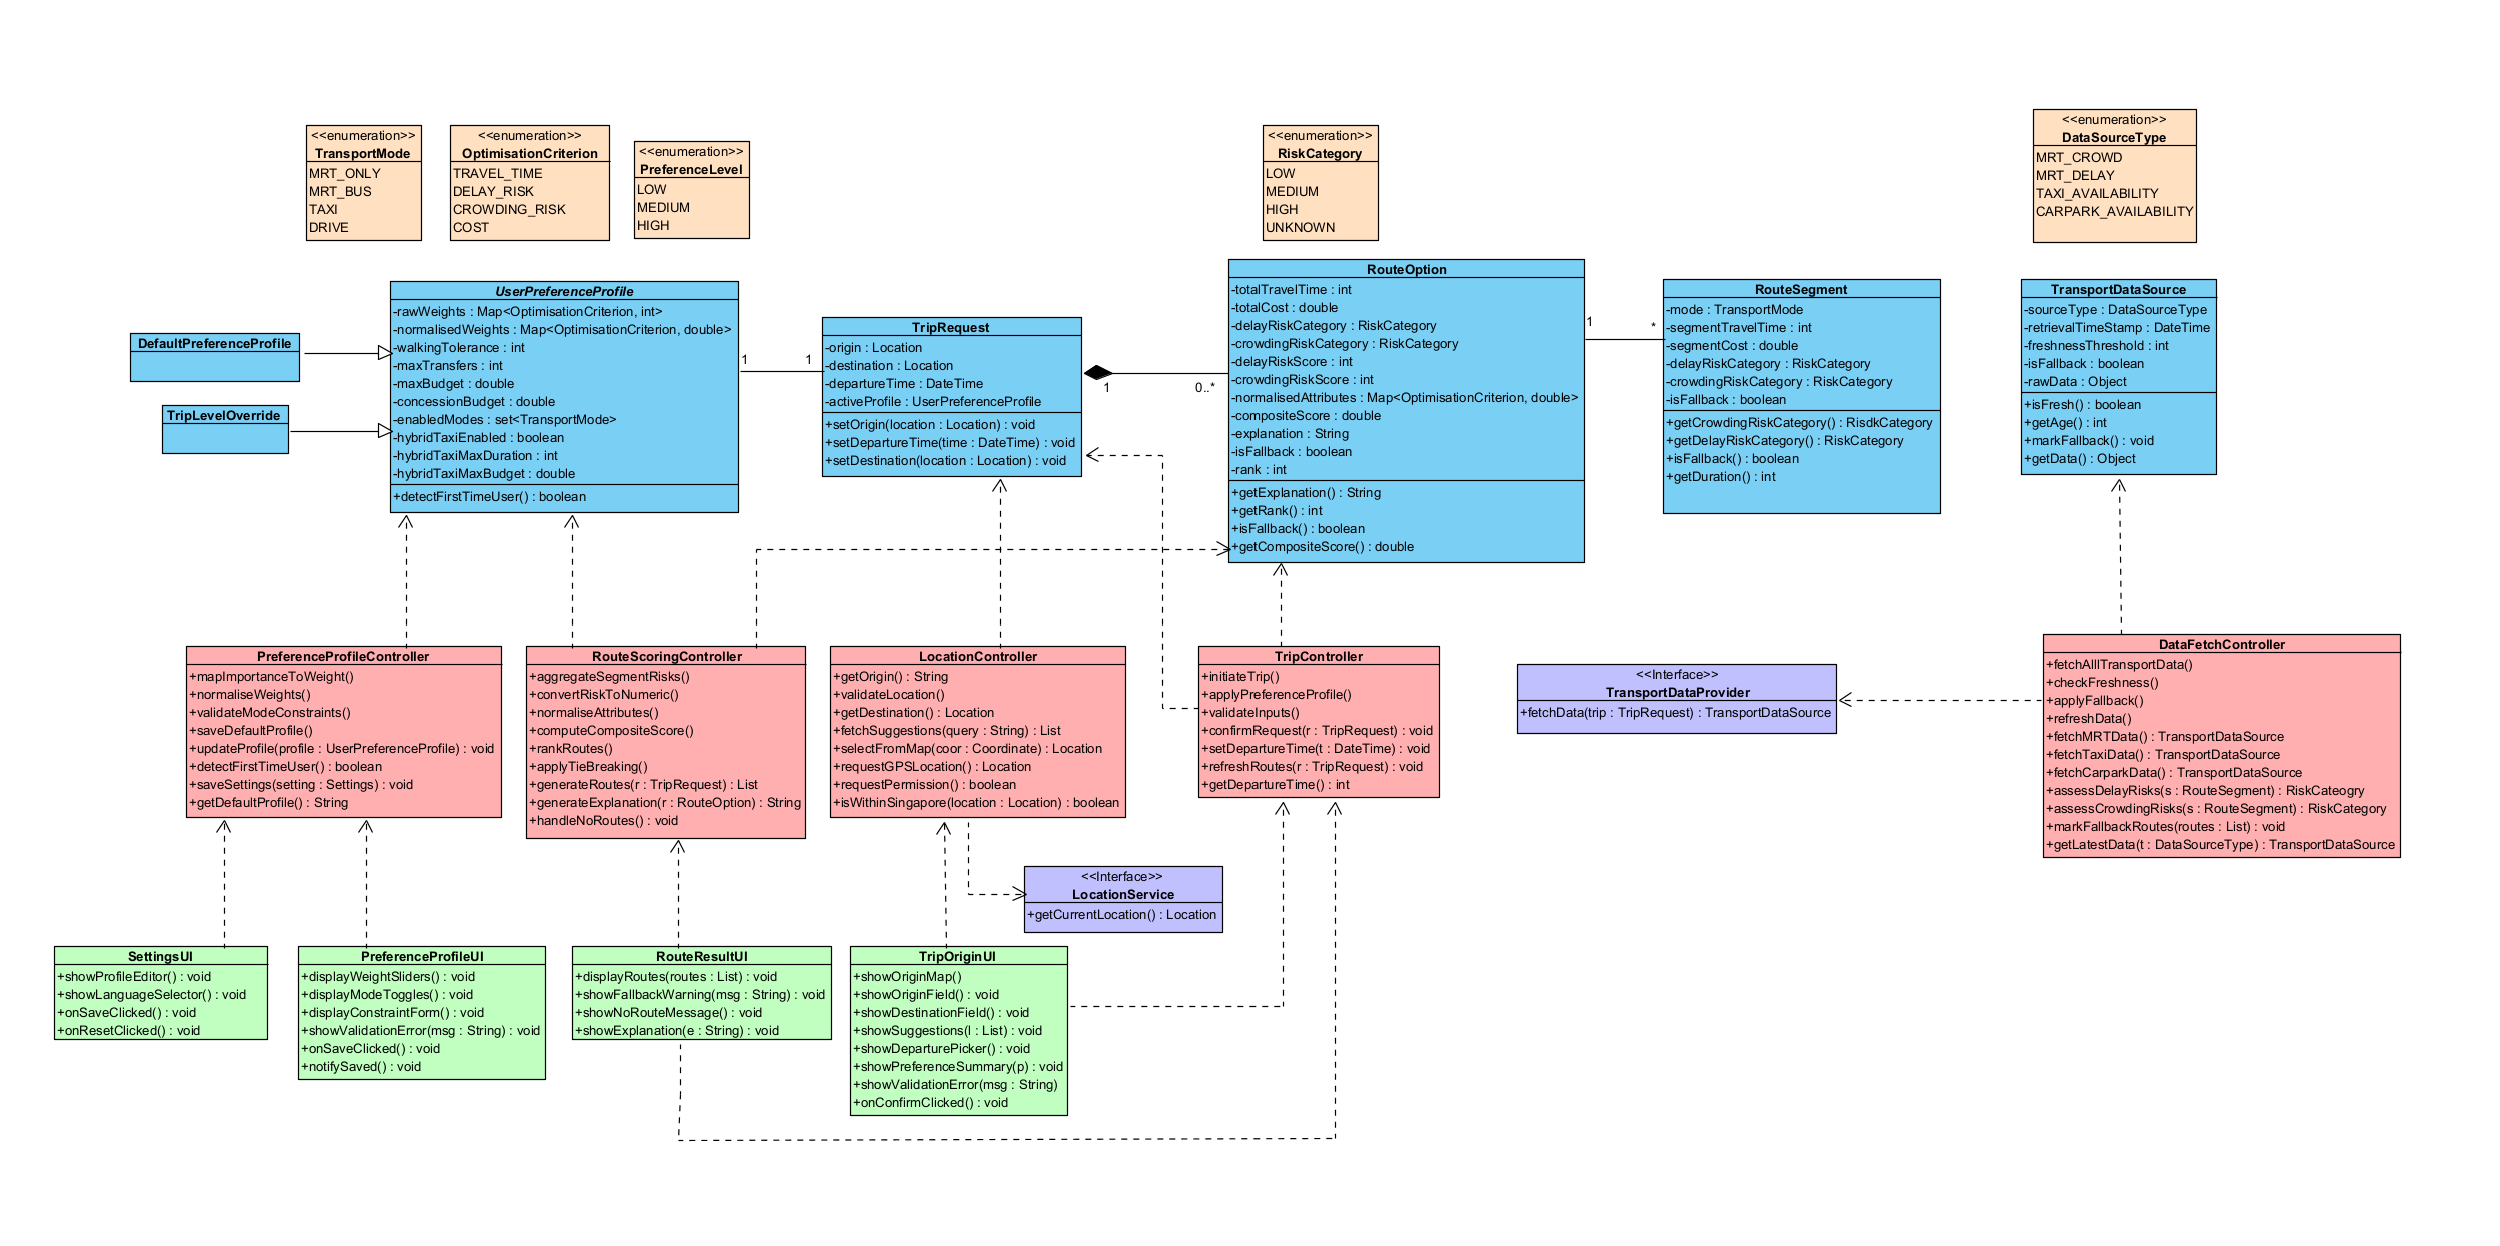 <<enumeration>>
TransportMode
MRT_ONLY
MRT_BUS
TAXI
DRIVE
<<enumeration>>
OptimisationCriterion
TRAVEL_TIME
DELAY_RISK
CROWDING_RISK
COST
<<enumeration>>
PreferenceLevel
LOW
MEDIUM
HIGH
<<enumeration>>
RiskCategory
LOW
MEDIUM
HIGH
UNKNOWN
<<enumeration>>
DataSourceType
MRT_CROWD
MRT_DELAY
TAXI_AVAILABILITY
CARPARK_AVAILABILITY
DefaultPreferenceProfile
TripLevelOverride
UserPreferenceProfile
-rawWeights : Map<OptimisationCriterion, int>
-normalisedWeights : Map<OptimisationCriterion, double>
-walkingTolerance : int
-maxTransfers : int
-maxBudget : double
-concessionBudget : double
-enabledModes : set<TransportMode>
-hybridTaxiEnabled : boolean
-hybridTaxiMaxDuration : int
-hybridTaxiMaxBudget : double
+detectFirstTimeUser() : boolean
1
1
TripRequest
-origin : Location
-destination : Location
-departureTime : DateTime
-activeProfile : UserPreferenceProfile
+setOrigin(location : Location) : void
+setDepartureTime(time : DateTime) : void
+setDestination(location : Location) : void
1
0..*
RouteOption
-totalTravelTime : int
-totalCost : double
-delayRiskCategory : RiskCategory
-crowdingRiskCategory : RiskCategory
-delayRiskScore : int
-crowdingRiskScore : int
-normalisedAttributes : Map<OptimisationCriterion, double>
-compositeScore : double
-explanation : String
-isFallback : boolean
-rank : int
+getExplanation() : String
+getRank() : int
+isFallback() : boolean
+getCompositeScore() : double
1
*
RouteSegment
-mode : TransportMode
-segmentTravelTime : int
-segmentCost : double
-delayRiskCategory : RiskCategory
-crowdingRiskCategory : RiskCategory
-isFallback : boolean
+getCrowdingRiskCategory() : RisdkCategory
+getDelayRiskCategory() : RiskCategory
+isFallback() : boolean
+getDuration() : int
TransportDataSource
-sourceType : DataSourceType
-retrievalTimeStamp : DateTime
-freshnessThreshold : int
-isFallback : boolean
-rawData : Object
+isFresh() : boolean
+getAge() : int
+markFallback() : void
+getData() : Object
PreferenceProfileController
+mapImportanceToWeight()
+normaliseWeights()
+validateModeConstraints()
+saveDefaultProfile()
+updateProfile(profile : UserPreferenceProfile) : void
+detectFirstTimeUser() : boolean
+saveSettings(setting : Settings) : void
+getDefaultProfile() : String
RouteScoringController
+aggregateSegmentRisks()
+convertRiskToNumeric()
+normaliseAttributes()
+computeCompositeScore()
+rankRoutes()
+applyTieBreaking()
+generateRoutes(r : TripRequest) : List
+generateExplanation(r : RouteOption) : String
+handleNoRoutes() : void
LocationController
+getOrigin() : String
+validateLocation()
+getDestination() : Location
+fetchSuggestions(query : String) : List
+selectFromMap(coor : Coordinate) : Location
+requestGPSLocation() : Location
+requestPermission() : boolean
+isWithinSingapore(location : Location) : boolean
TripController
+initiateTrip()
+applyPreferenceProfile()
+validateInputs()
+confirmRequest(r : TripRequest) : void
+setDepartureTime(t : DateTime) : void
+refreshRoutes(r : TripRequest) : void
+getDepartureTime() : int
<<Interface>>
TransportDataProvider
+fetchData(trip : TripRequest) : TransportDataSource
DataFetchController
+fetchAlllTransportData()
+checkFreshness()
+applyFallback()
+refreshData()
+fetchMRTData() : TransportDataSource
+fetchTaxiData() : TransportDataSource
+fetchCarparkData() : TransportDataSource
+assessDelayRisks(s : RouteSegment) : RiskCateogry
+assessCrowdingRisks(s : RouteSegment) : RiskCategory
+markFallbackRoutes(routes : List) : void
+getLatestData(t : DataSourceType) : TransportDataSource
<<Interface>>
LocationService
+getCurrentLocation() : Location
SettingsUI
+showProfileEditor() : void
+showLanguageSelector() : void
+onSaveClicked() : void
+onResetClicked() : void
PreferenceProfileUI
+displayWeightSliders() : void
+displayModeToggles() : void
+displayConstraintForm() : void
+showValidationError(msg : String) : void
+onSaveClicked() : void
+notifySaved() : void
RouteResultUI
+displayRoutes(routes : List) : void
+showFallbackWarning(msg : String) : void
+showNoRouteMessage() : void
+showExplanation(e : String) : void
TripOriginUI
+showOriginMap()
+showOriginField() : void
+showDestinationField() : void
+showSuggestions(l : List) : void
+showDeparturePicker() : void
+showPreferenceSummary(p) : void
+showValidationError(msg : String)
+onConfirmClicked() : void